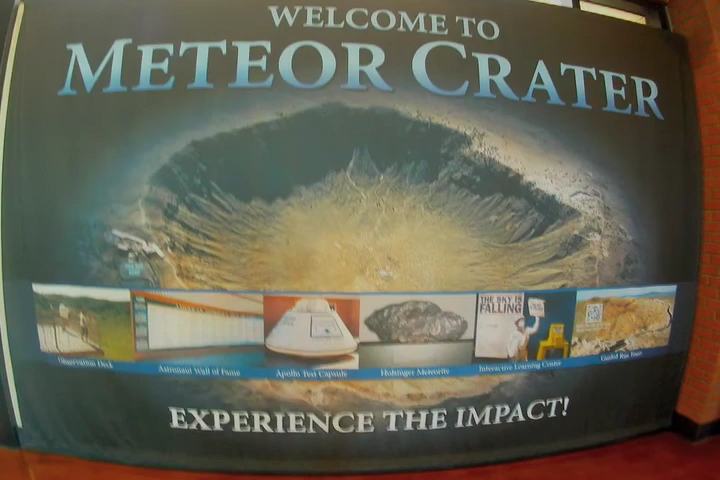 WELCOME TO
METEOR CRATER
Observation Deck
Astronaut Wall of Fame
Apollo Test Capsule
Holsinger Meteorite
THE SKY IS
FALLING
Interactive Learning Center
Guided Rim Tours
EXPERIENCE THE IMPACT!